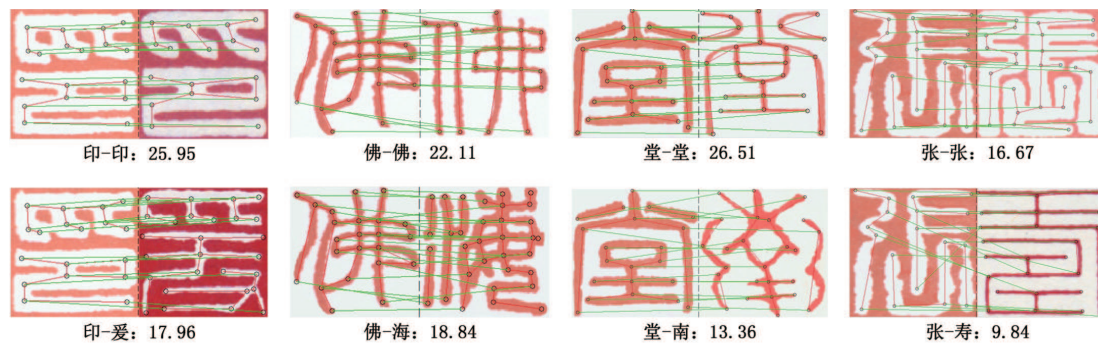 印-印：25.95 佛-佛：22.11 堂-堂：26.51 张-张：16.67
印-爰：17.96 佛-海：18.84 堂-南：13.36 张-寿：9.84